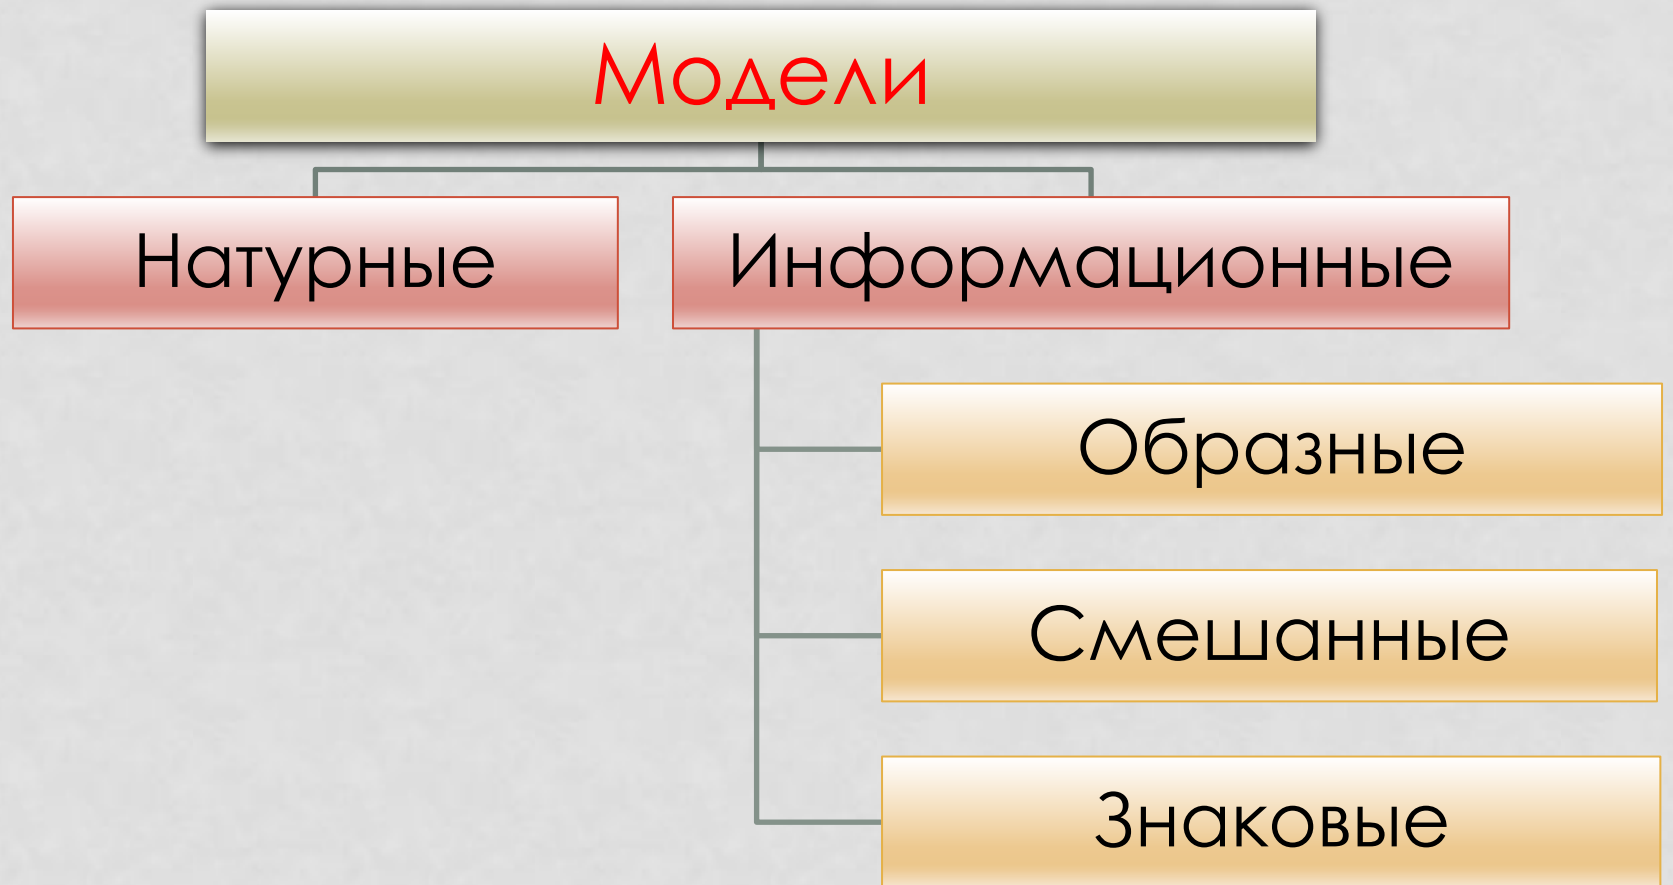 Модели
Натурные
Информационные
Образные
Смешанные
Знаковые